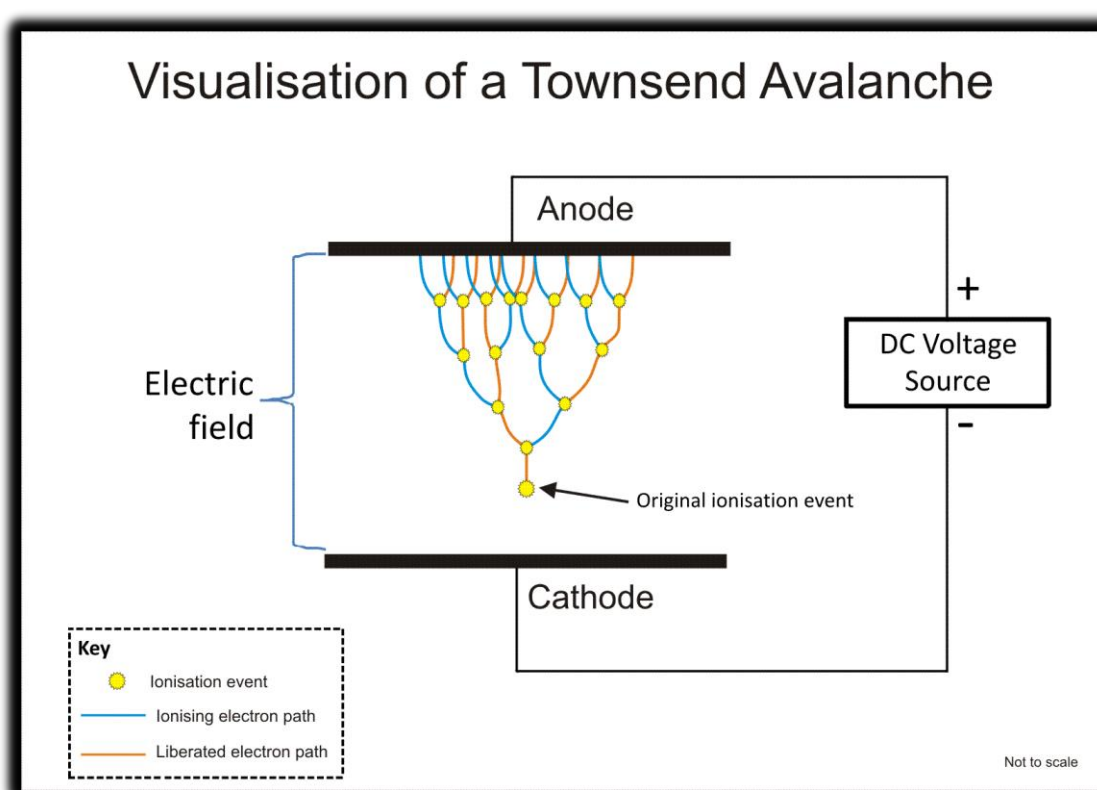 Visualisation of a Townsend Avalanche
Anode
+
DC Voltage
Source
-
Electric
field
Original ionisation event
Cathode
Key
Ionisation event
Ionising electron path
Liberated electron path
Not to scale